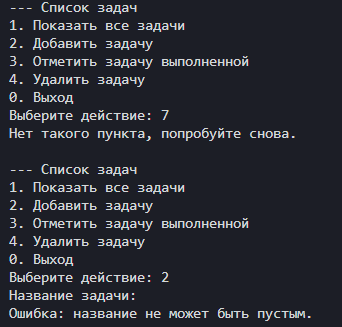 --- Список задач
1. Показать все задачи
2. Добавить задачу
3. Отметить задачу выполненной
4. Удалить задачу
0. Выход
Выберите действие: 7
Нет такого пункта, попробуйте снова.

--- Список задач
1. Показать все задачи
2. Добавить задачу
3. Отметить задачу выполненной
4. Удалить задачу
0. Выход
Выберите действие: 2
Название задачи:
Ошибка: название не может быть пустым.